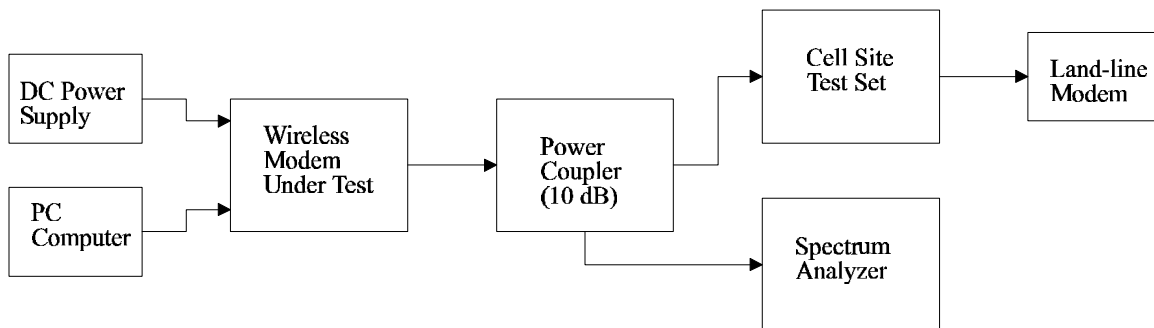 DC Power
Supply
PC
Computer
Wireless
Modem
Under Test
Power
Coupler
(10 dB)
Cell Site
Test Set
Land-line
Modem
Spectrum
Analyzer